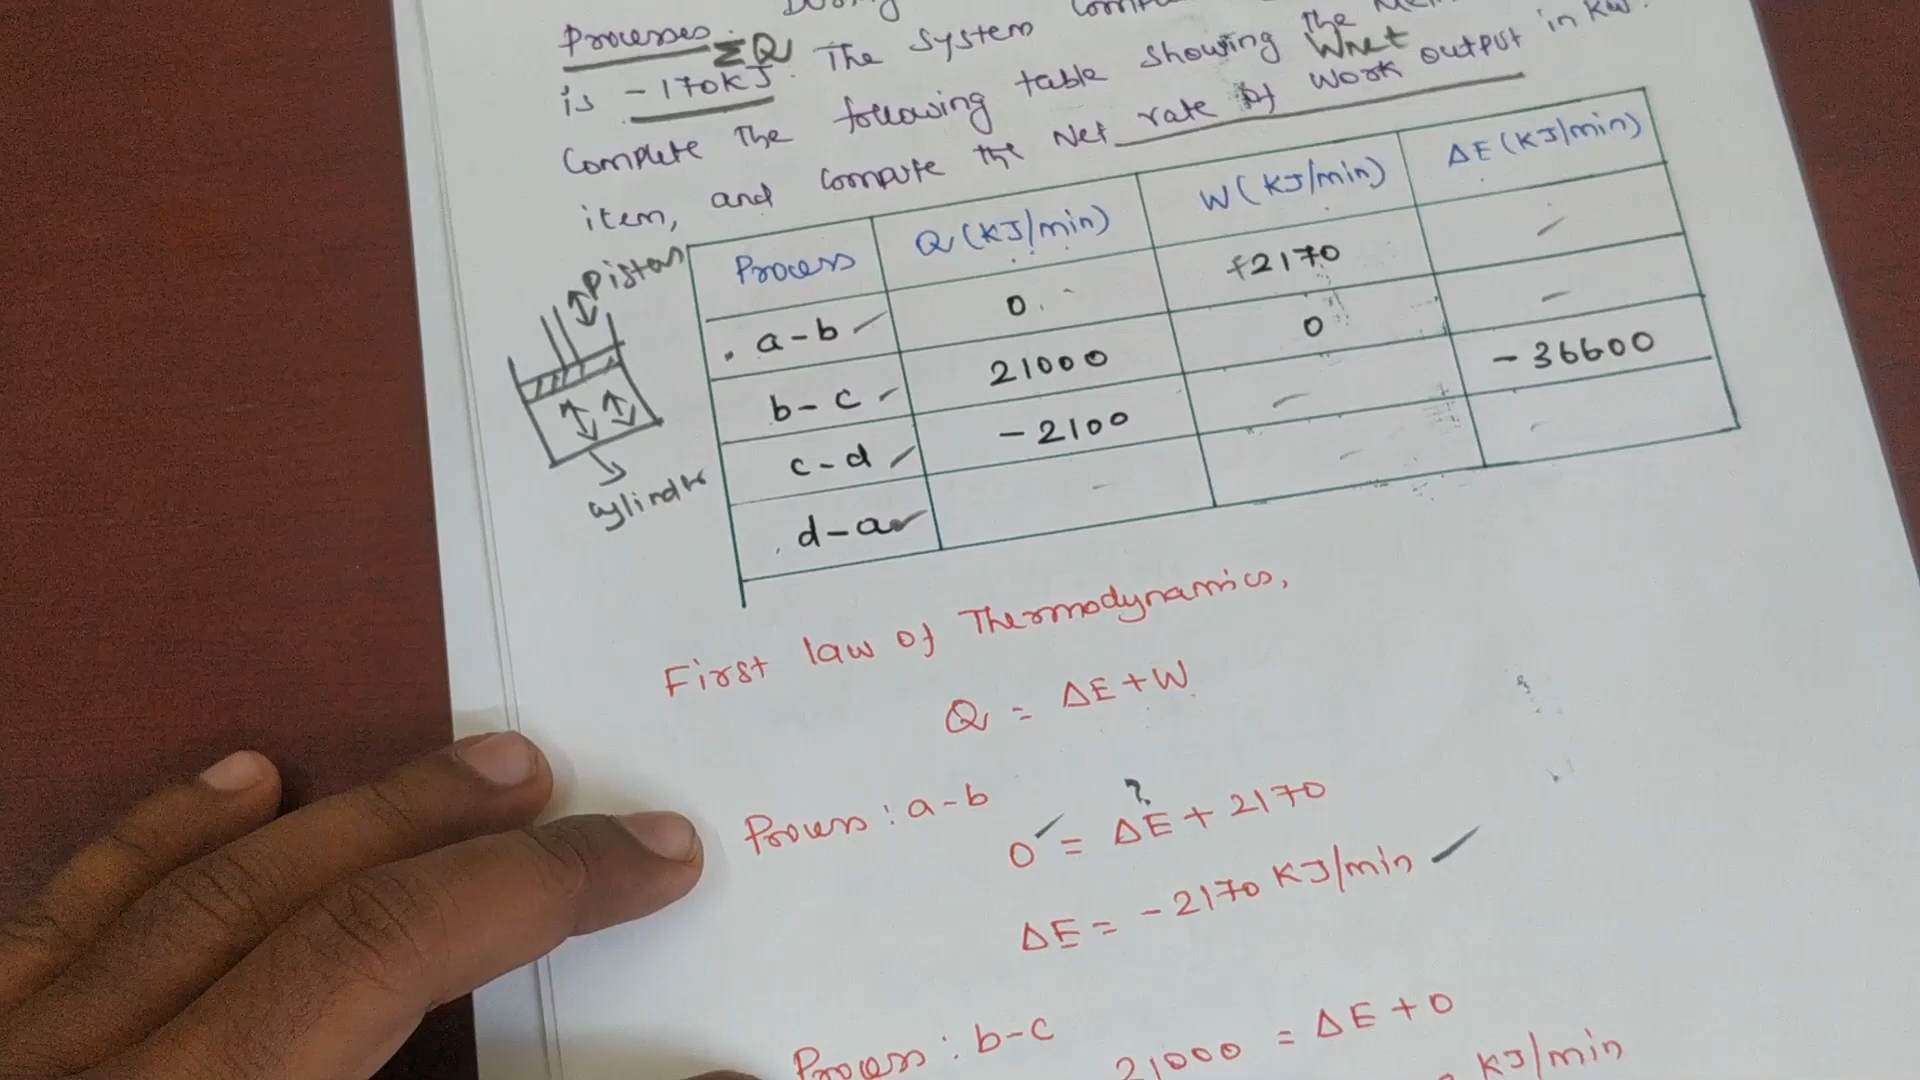 Processes. ΣQ The System
is -170KJ. The following table showing the
Complete The following table showing the Wnet
item, and compute the Net rate of work output in KW.
Process Q(KJ/min) W(KJ/min) ΔE(KJ/min)
a-b 0 +2170 -
b-c 21000 0 -
c-d -2100 - -36600
d-a - - -
Piston
Cylinder
First law of Thermodynamics,
Q = ΔE+W
?
Process: a-b 0 = ΔE+2170
ΔE = -2170 KJ/min
Process: b-c 21000 = ΔE+0
KJ/min